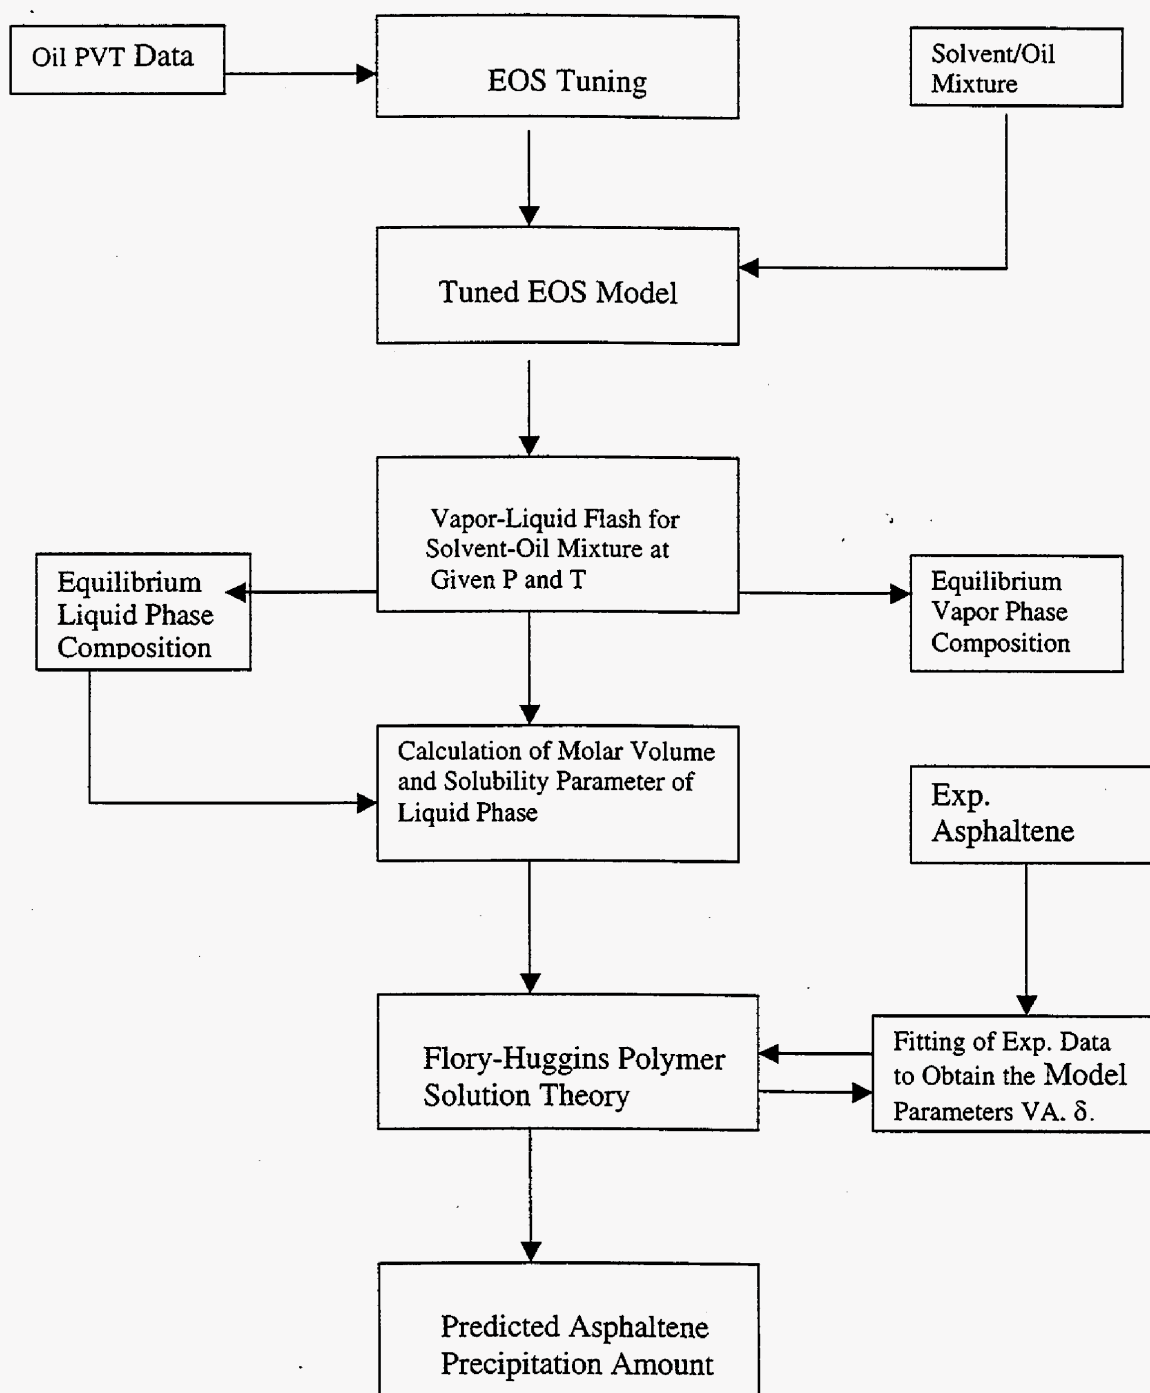 Oil PVT Data
EOS Tuning
Solvent/Oil
Mixture
Tuned EOS Model
Vapor-Liquid Flash for
Solvent-Oil Mixture at
Given P and T
Equilibrium
Liquid Phase
Composition
Equilibrium
Vapor Phase
Composition
Calculation of Molar Volume
and Solubility Parameter of
Liquid Phase
Exp.
Asphaltene
Flory-Huggins Polymer
Solution Theory
Fitting of Exp. Data
to Obtain the Model
Parameters VA. δ.
Predicted Asphaltene
Precipitation Amount